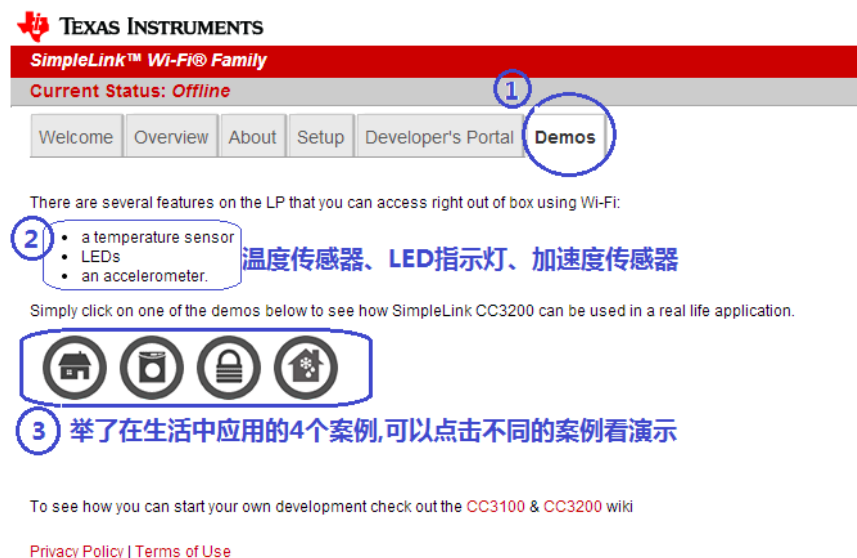 TEXAS INSTRUMENTS
SimpleLink™ Wi-Fi® Family
Current Status: Offline
1
Welcome Overview About Setup Developer's Portal Demos
There are several features on the LP that you can access right out of box using Wi-Fi:
2
• a temperature sensor
• LEDs
• an accelerometer.
温度传感器、LED指示灯、加速度传感器
Simply click on one of the demos below to see how SimpleLink CC3200 can be used in a real life application.
3 举了在生活中应用的4个案例,可以点击不同的案例看演示
To see how you can start your own development check out the CC3100 & CC3200 wiki
Privacy Policy | Terms of Use